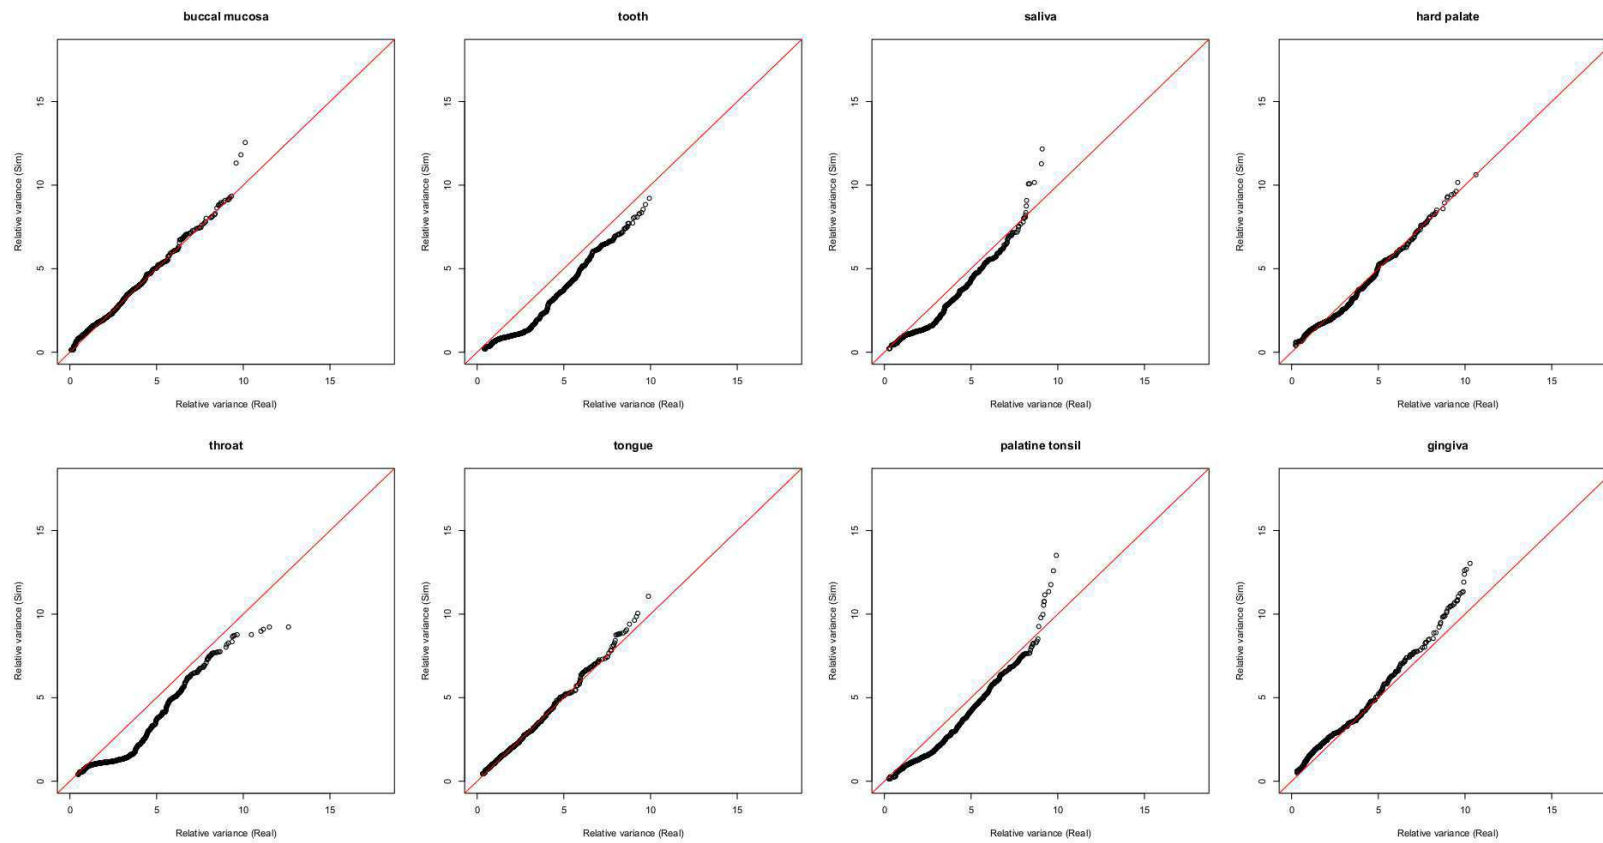 buccal mucosa
tooth
saliva
hard palate
Relative variance (Sim)
15
10
5
0
Relative variance (Sim)
15
10
5
0
Relative variance (Sim)
15
10
5
0
Relative variance (Sim)
15
10
5
0
0 5 10 15
0 5 10 15
0 5 10 15
0 5 10 15
Relative variance (Real)
Relative variance (Real)
Relative variance (Real)
Relative variance (Real)
throat
tongue
palatine tonsil
gingiva
Relative variance (Sim)
15
10
5
0
Relative variance (Sim)
15
10
5
0
Relative variance (Sim)
15
10
5
0
Relative variance (Sim)
15
10
5
0
0 5 10 15
0 5 10 15
0 5 10 15
0 5 10 15
Relative variance (Real)
Relative variance (Real)
Relative variance (Real)
Relative variance (Real)